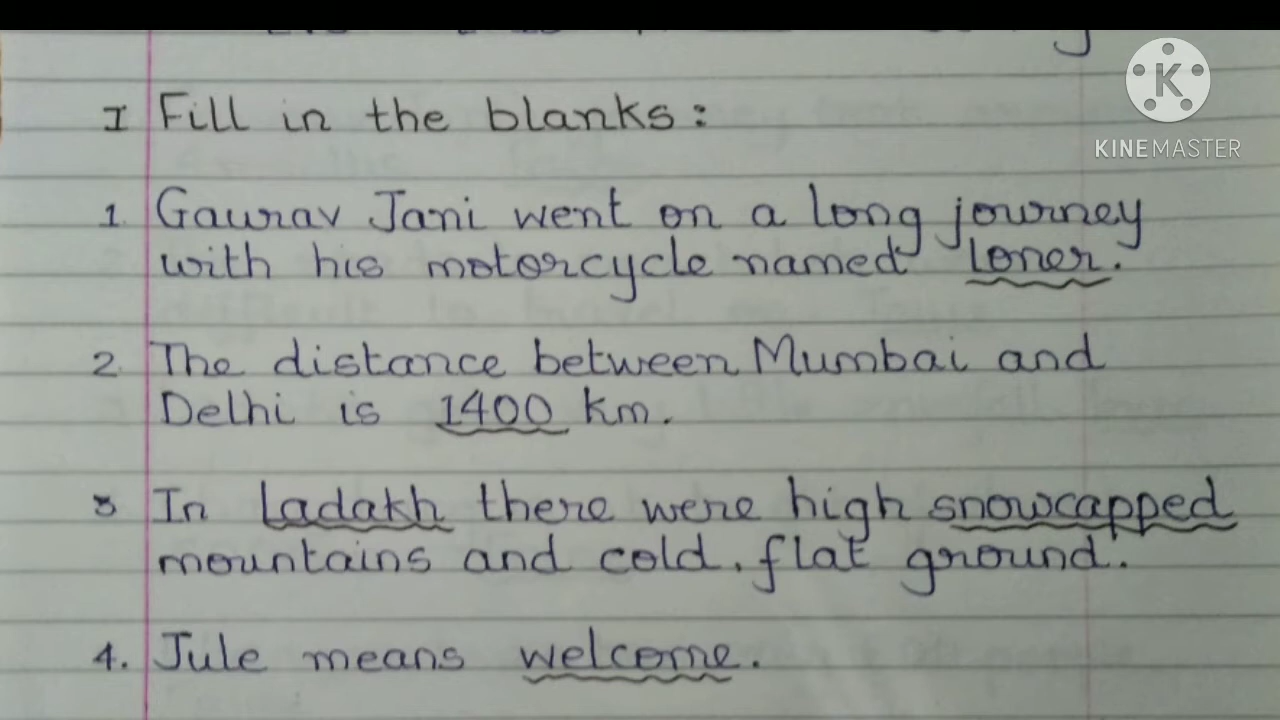 K
KINEMASTER
I Fill in the blanks:
1. Gaurav Jani went on a long journey
with his motorcycle named loner.
2. The distance between Mumbai and
Delhi is 1400 km.
3 In Ladakh there were high snowcapped
mountains and cold, flat ground.
4. Jule means welcome.